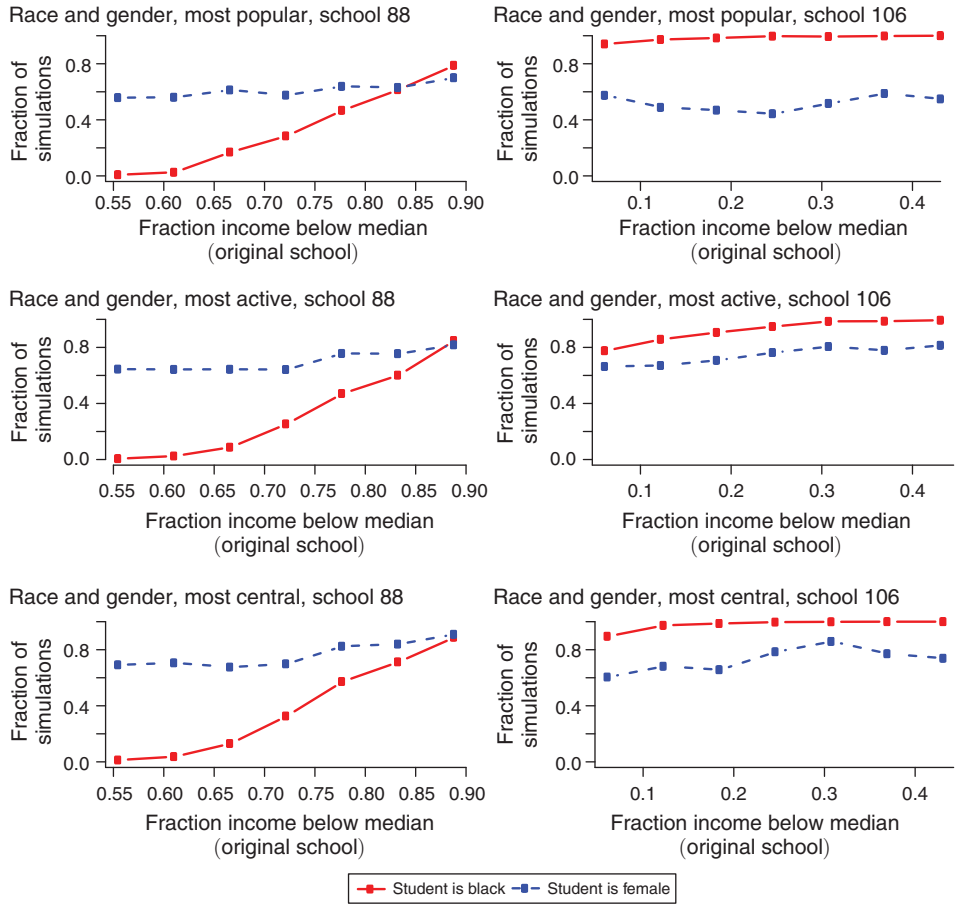 Race and gender, most popular, school 88
Fraction of
simulations
0.8
0.4
0.0
0.55 0.60 0.65 0.70 0.75 0.80 0.85 0.90
Fraction income below median
(original school)
Race and gender, most popular, school 106
Fraction of
simulations
0.8
0.4
0.0
0.1 0.2 0.3 0.4
Fraction income below median
(original school)
Race and gender, most active, school 88
Fraction of
simulations
0.8
0.4
0.0
0.55 0.60 0.65 0.70 0.75 0.80 0.85 0.90
Fraction income below median
(original school)
Race and gender, most active, school 106
Fraction of
simulations
0.8
0.4
0.0
0.1 0.2 0.3 0.4
Fraction income below median
(original school)
Race and gender, most central, school 88
Fraction of
simulations
0.8
0.4
0.0
0.55 0.60 0.65 0.70 0.75 0.80 0.85 0.90
Fraction income below median
(original school)
Race and gender, most central, school 106
Fraction of
simulations
0.8
0.4
0.0
0.1 0.2 0.3 0.4
Fraction income below median
(original school)
Student is black Student is female